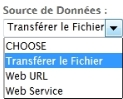 Source de Données :
Transférer le Fichier
CHOOSE
Transférer le Fichier
Web URL
Web Service